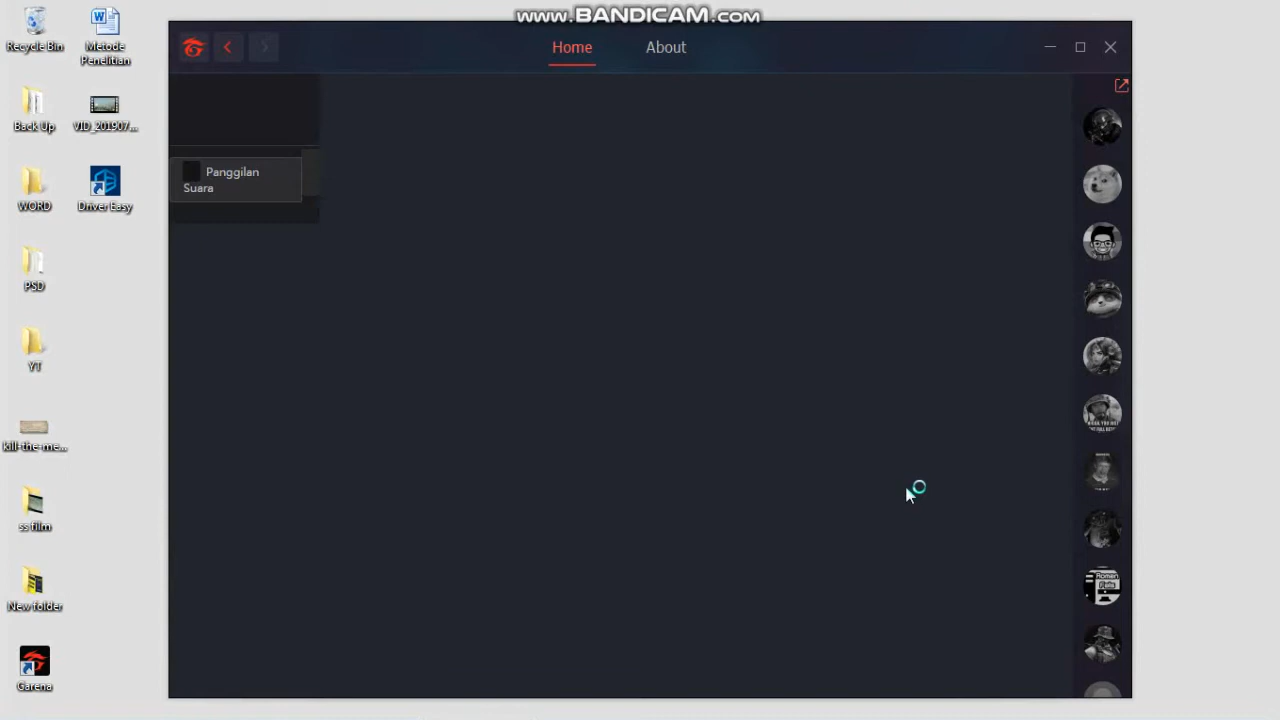 www.BANDICAM.com
Recycle Bin
Metode
Penelitian
Home
About
Back Up
VID_201907...
Panggilan
Suara
WORD
Driver Easy
PSD
YT
kill-the-me...
ss film
New folder
Garena